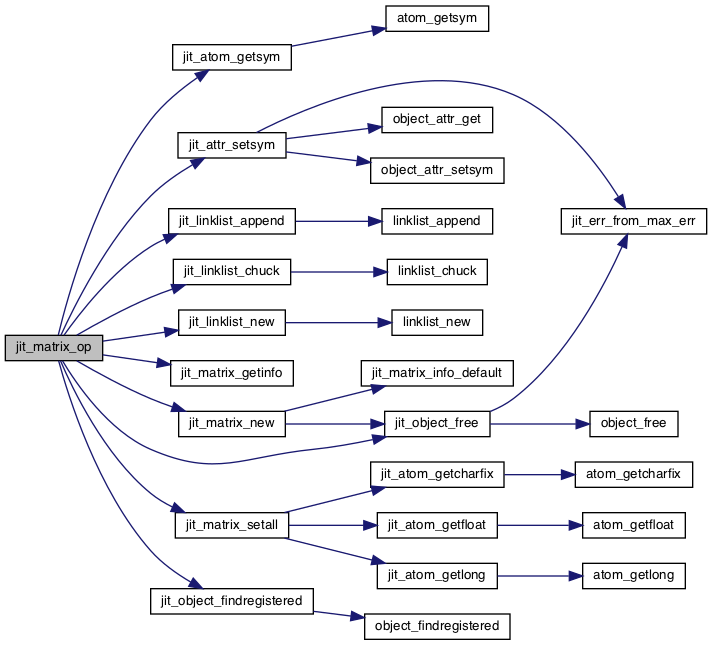 atom_getsym
jit_atom_getsym
object_attr_get
jit_attr_setsym
object_attr_setsym
jit_linklist_append
linklist_append
jit_err_from_max_err
jit_linklist_chuck
linklist_chuck
jit_linklist_new
linklist_new
jit_matrix_op
jit_matrix_getinfo
jit_matrix_info_default
jit_matrix_new
jit_object_free
object_free
jit_atom_getcharfix
atom_getcharfix
jit_matrix_setall
jit_atom_getfloat
atom_getfloat
jit_atom_getlong
atom_getlong
jit_object_findregistered
object_findregistered